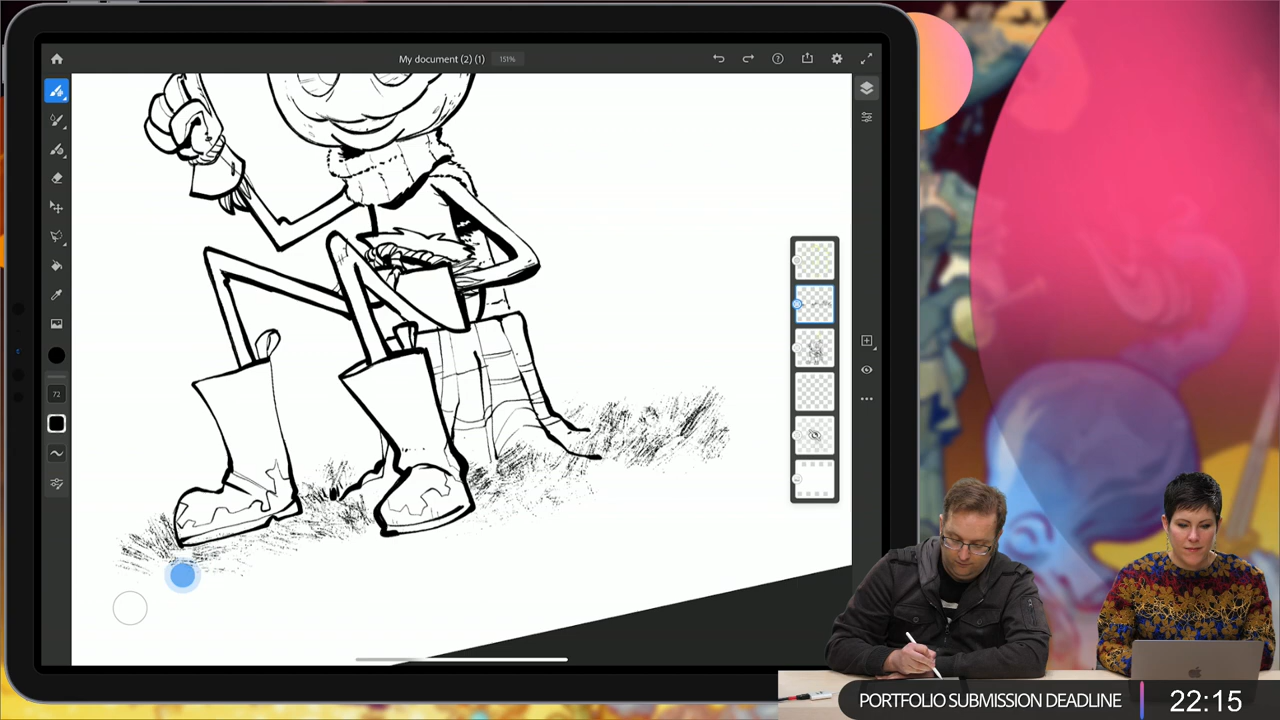 My document (2) (1)
151%
72
PORTFOLIO SUBMISSION DEADLINE
22:15